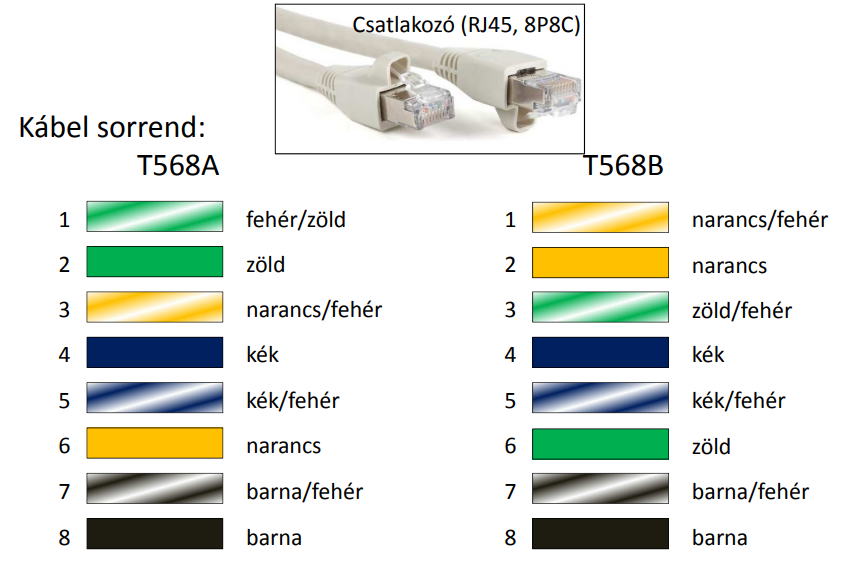 Csatlakozó (RJ45, 8P8C)
Kábel sorrend:
T568A
1 fehér/zöld
2 zöld
3 narancs/fehér
4 kék
5 kék/fehér
6 narancs
7 barna/fehér
8 barna
T568B
1 narancs/fehér
2 narancs
3 zöld/fehér
4 kék
5 kék/fehér
6 zöld
7 barna/fehér
8 barna